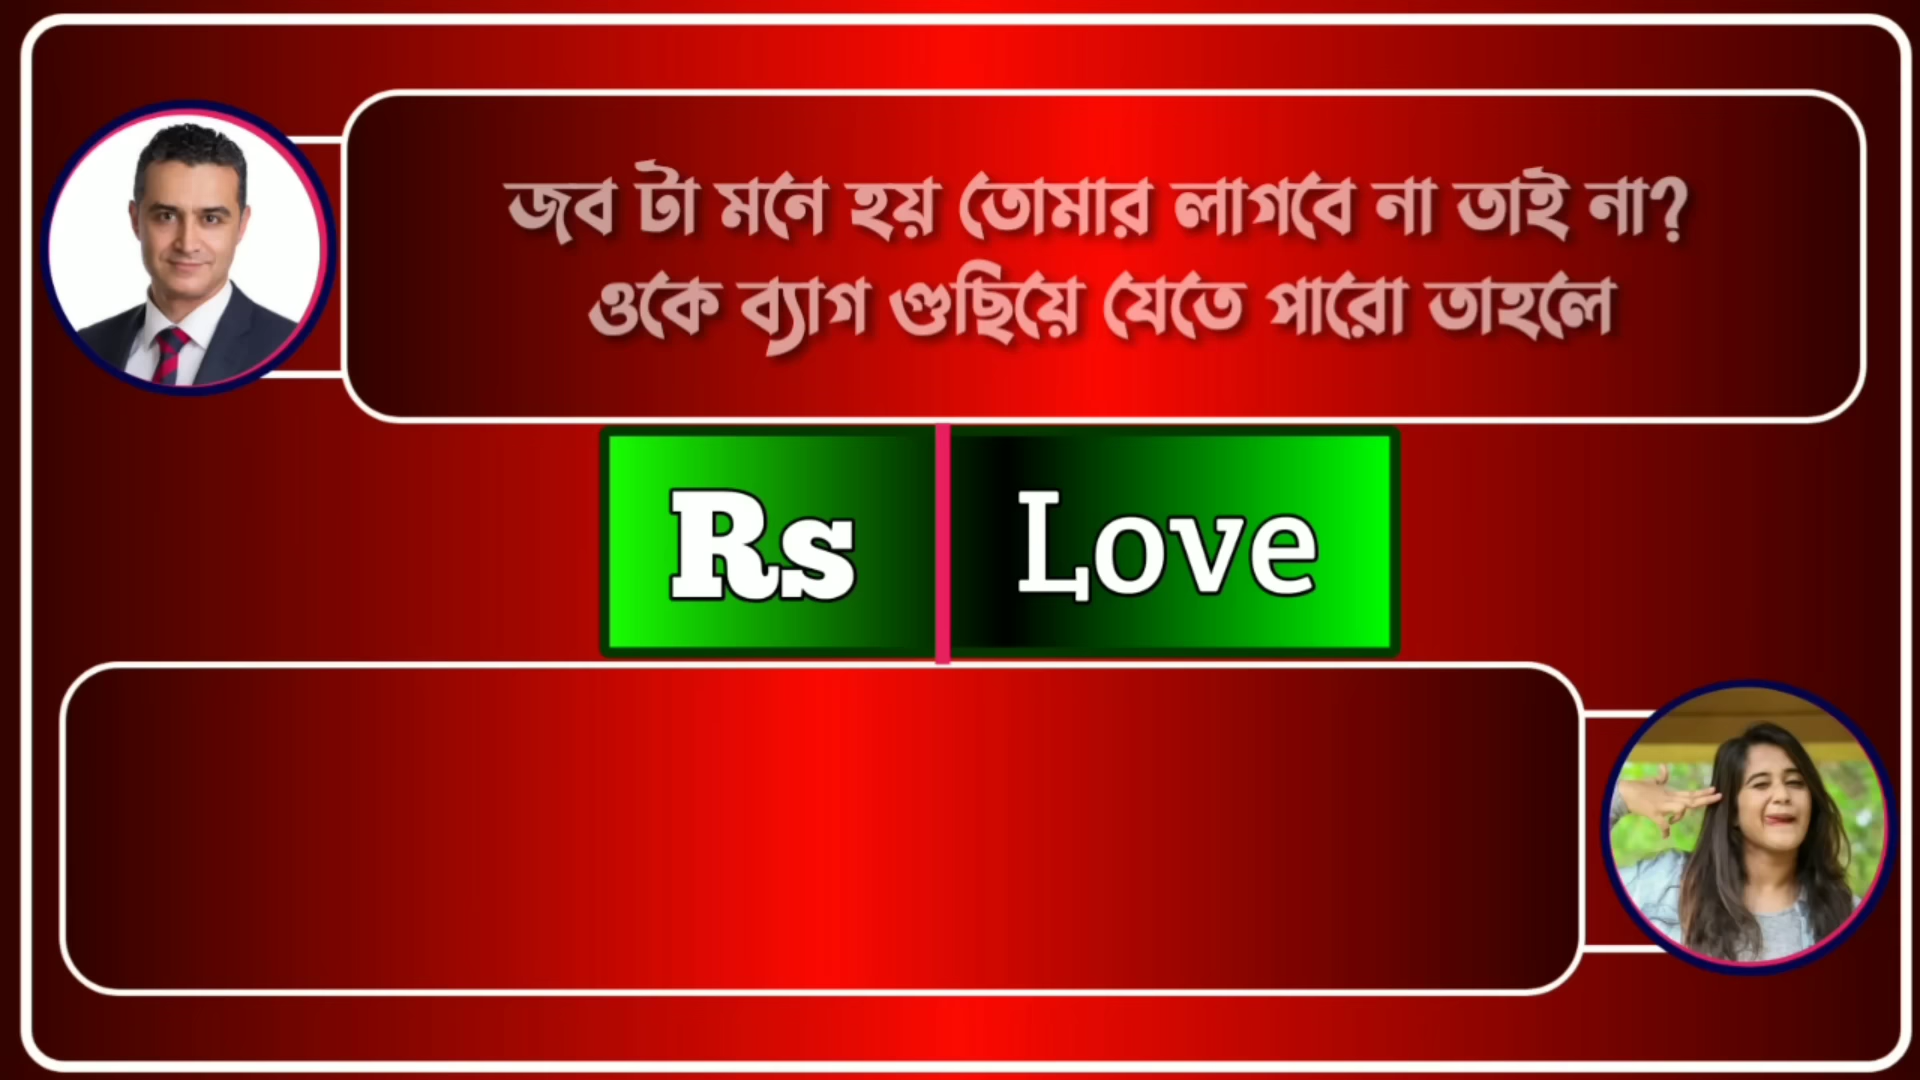 জব টা মনে হয় তোমার লাগবে না তাই না?
ওকে ব্যাগ গুছিয়ে যেতে পারো তাহলে
Rs Love